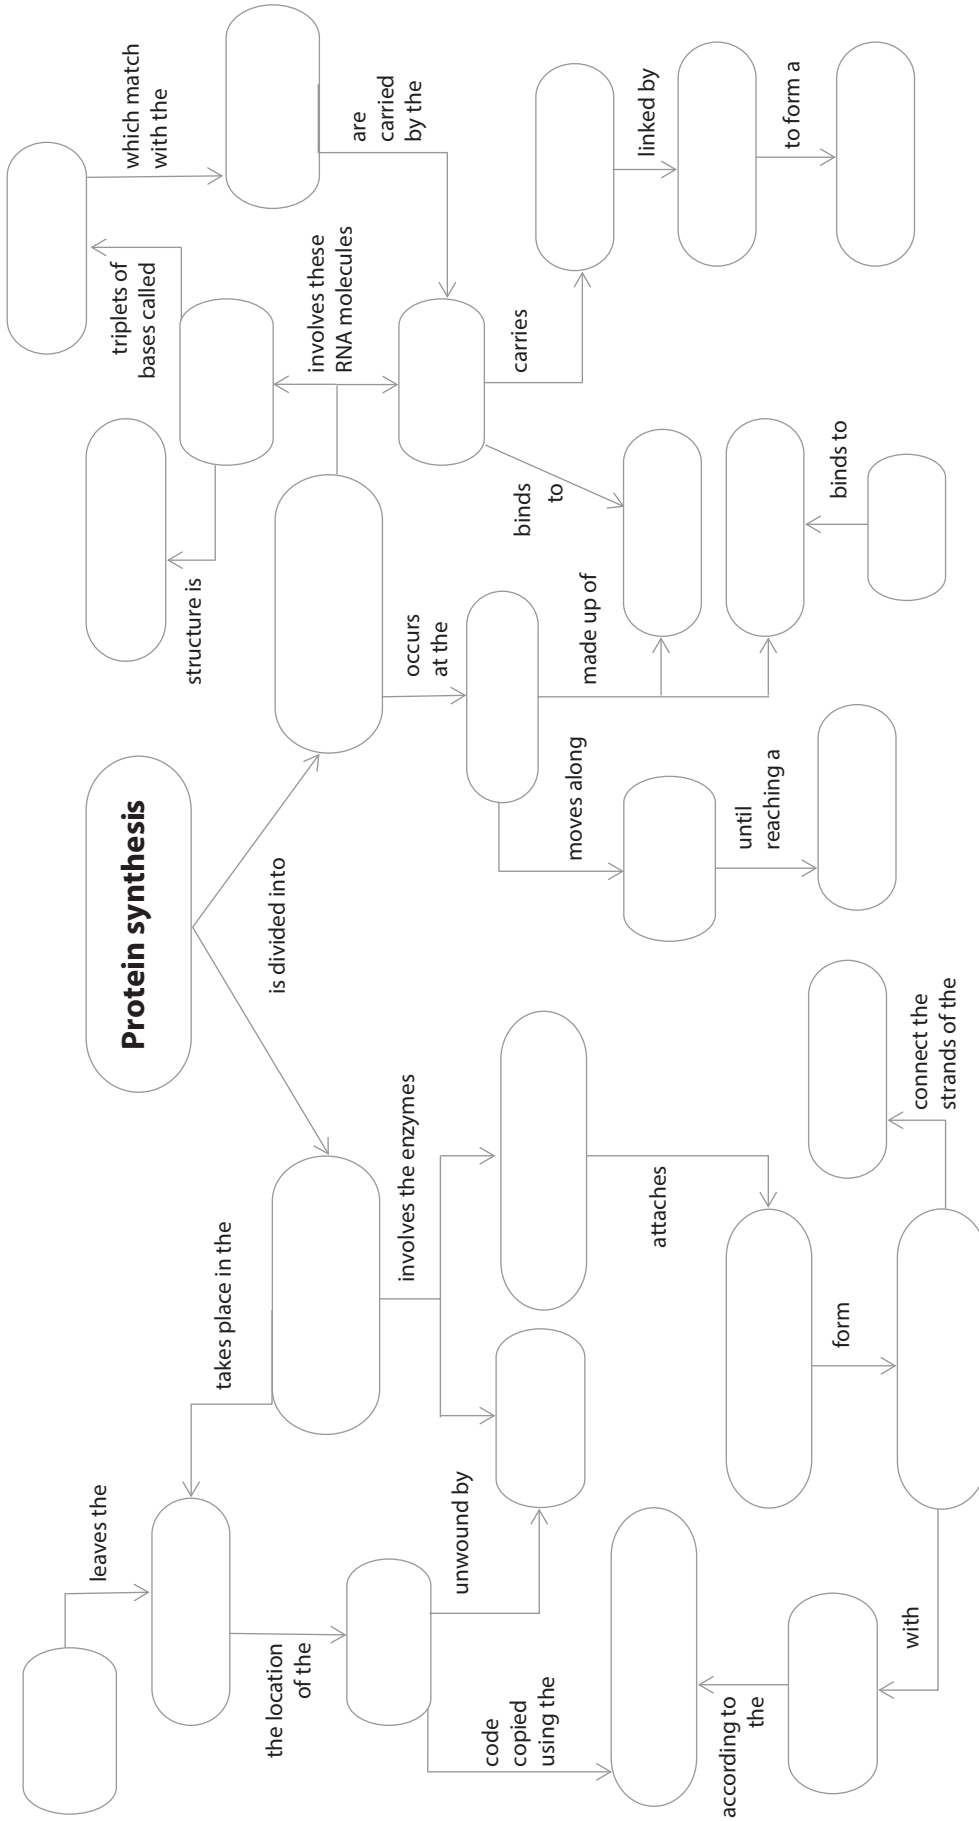 Protein synthesis
is divided into
leaves the
takes place in the
the location
of the
involves the enzymes
unwound by
code
copied
using the
attaches
form
according to
the
with
connect the
strands of the
structure is
triplets of
bases called
which match
with the
involves these
RNA molecules
are
carried
by the
occurs
at the
moves along
until
reaching a
made up of
binds
to
binds to
carries
linked by
to form a